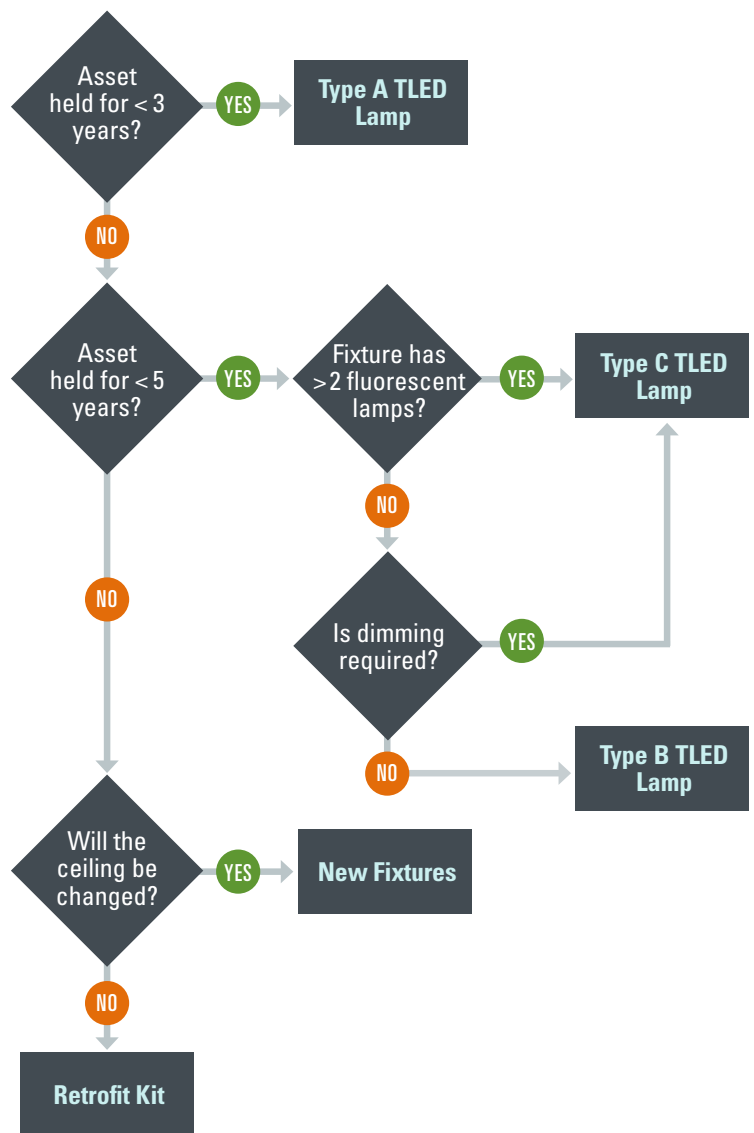 Asset
held for < 3
years?
YES
Type A TLED
Lamp
NO
Asset
held for < 5
years?
YES
Fixture has
>2 fluorescent
lamps?
YES
Type C TLED
Lamp
NO
NO
Is dimming
required?
YES
NO
Type B TLED
Lamp
Will the
ceiling be
changed?
YES
New Fixtures
NO
Retrofit Kit